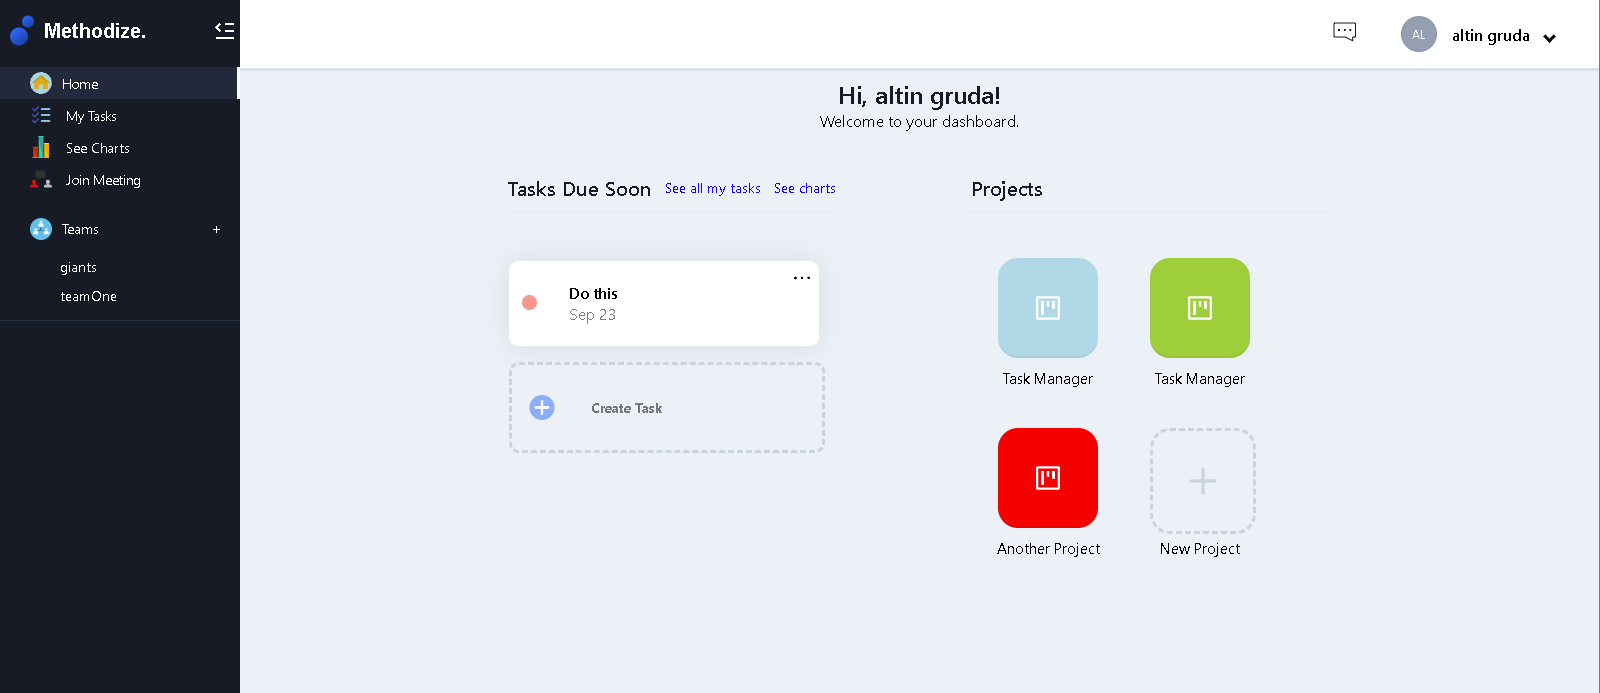 Methodize.
Home
My Tasks
See Charts
Join Meeting
Teams +
giants
teamOne
AL altin gruda
Hi, altin gruda!
Welcome to your dashboard.
Tasks Due Soon See all my tasks See charts
Do this
Sep 23
Create Task
Projects
Task Manager Task Manager
Another Project New Project